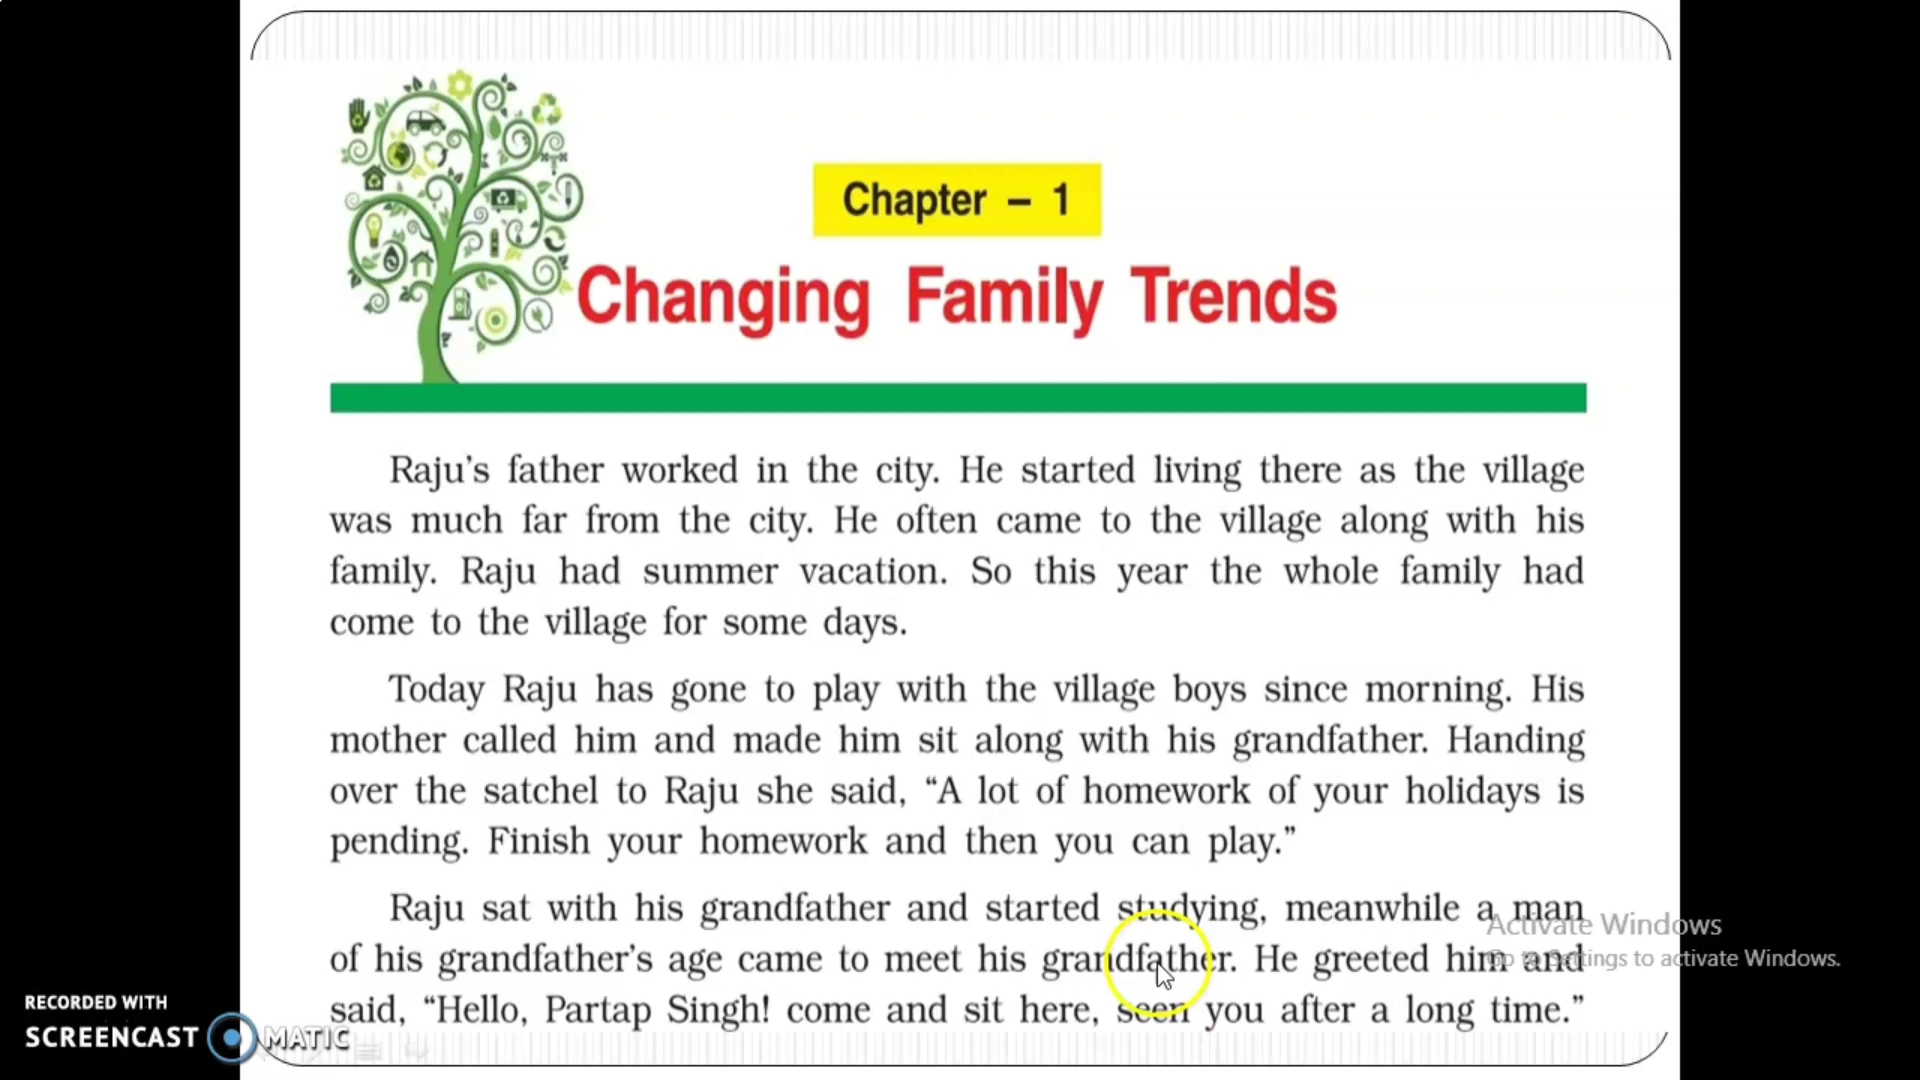 Chapter – 1
Changing Family Trends
Raju's father worked in the city. He started living there as the village
was much far from the city. He often came to the village along with his
family. Raju had summer vacation. So this year the whole family had
come to the village for some days.
Today Raju has gone to play with the village boys since morning. His
mother called him and made him sit along with his grandfather. Handing
over the satchel to Raju she said, “A lot of homework of your holidays is
pending. Finish your homework and then you can play.”
Raju sat with his grandfather and started studying, meanwhile a man
of his grandfather's age came to meet his grandfather. He greeted him and
said, “Hello, Partap Singh! come and sit here, seen you after a long time.”
Activate Windows
Go to Settings to activate Windows.
RECORDED WITH
SCREENCAST MATIC